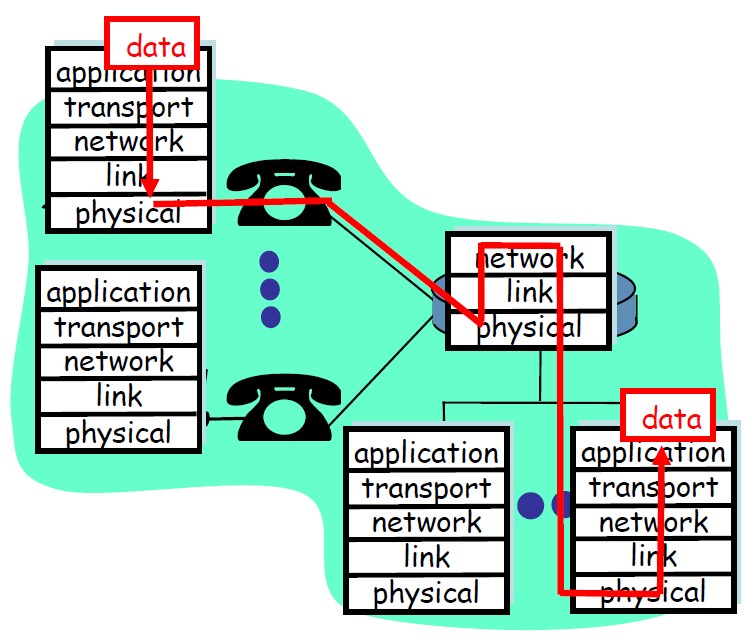 data
application
transport
network
link
physical
application
transport
network
link
physical
network
link
physical
application
transport
network
link
physical
data
application
transport
network
link
physical